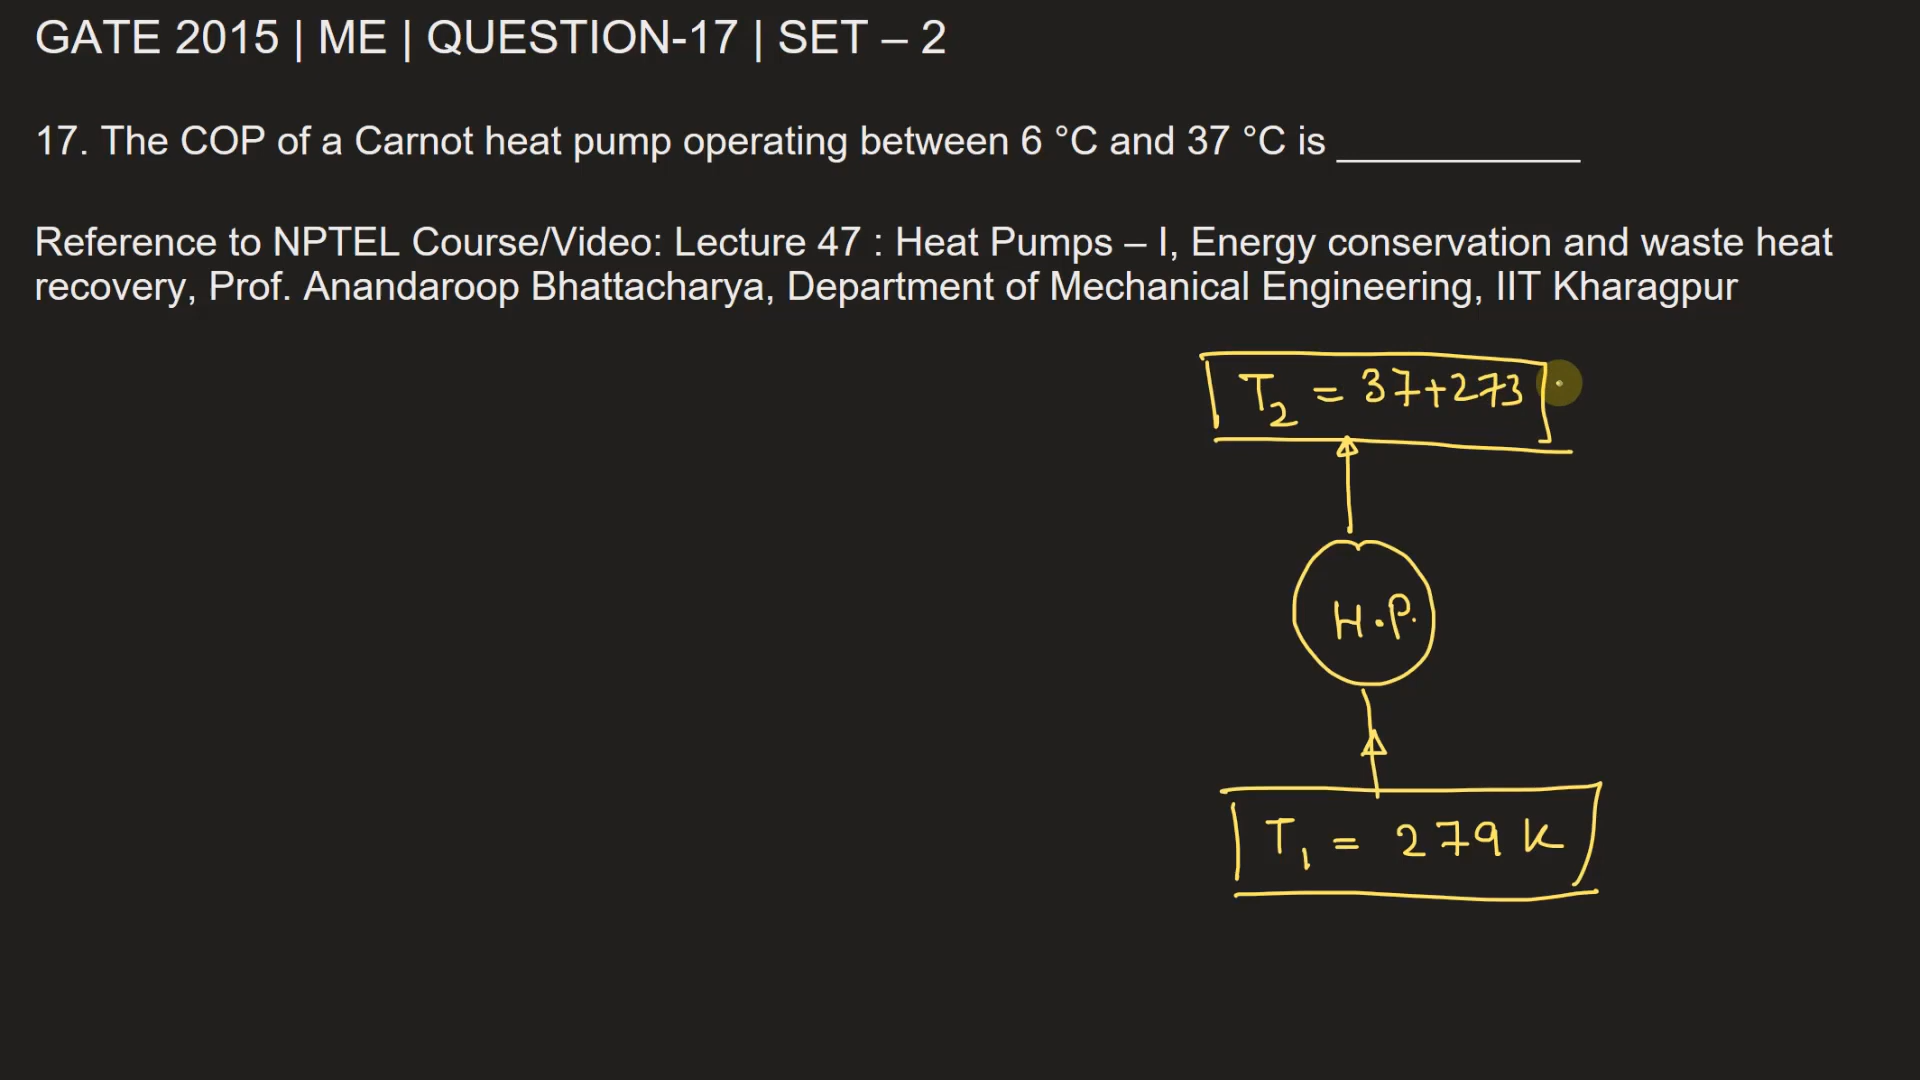 GATE 2015 | ME | QUESTION-17 | SET – 2
17. The COP of a Carnot heat pump operating between 6 °C and 37 °C is ___________
Reference to NPTEL Course/Video: Lecture 47 : Heat Pumps – I, Energy conservation and waste heat
recovery, Prof. Anandaroop Bhattacharya, Department of Mechanical Engineering, IIT Kharagpur
T₂ = 37+273
H.P.
T₁ = 279 K